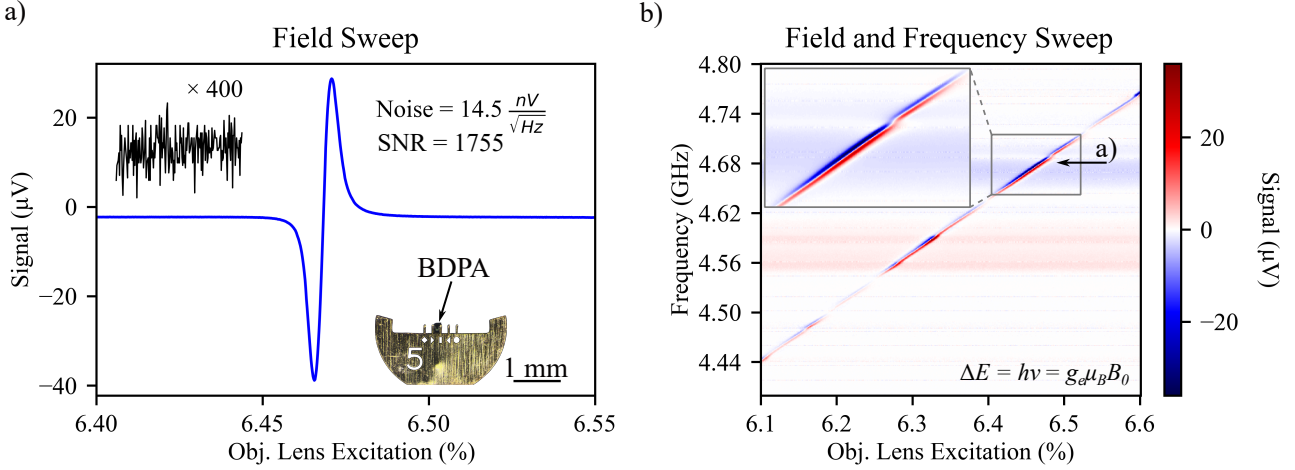 a)
Field Sweep
× 400
Noise = 14.5 nV/√Hz
SNR = 1755
BDPA
5
1 mm
20
0
−20
−40
Signal (μV)
6.40
6.45
6.50
6.55
Obj. Lens Excitation (%)
b)
Field and Frequency Sweep
a)
ΔE = hν = gₑμ_B B₀
4.80
4.74
4.68
4.62
4.56
4.50
4.44
Frequency (GHz)
6.1
6.2
6.3
6.4
6.5
6.6
Obj. Lens Excitation (%)
20
0
−20
Signal (μV)